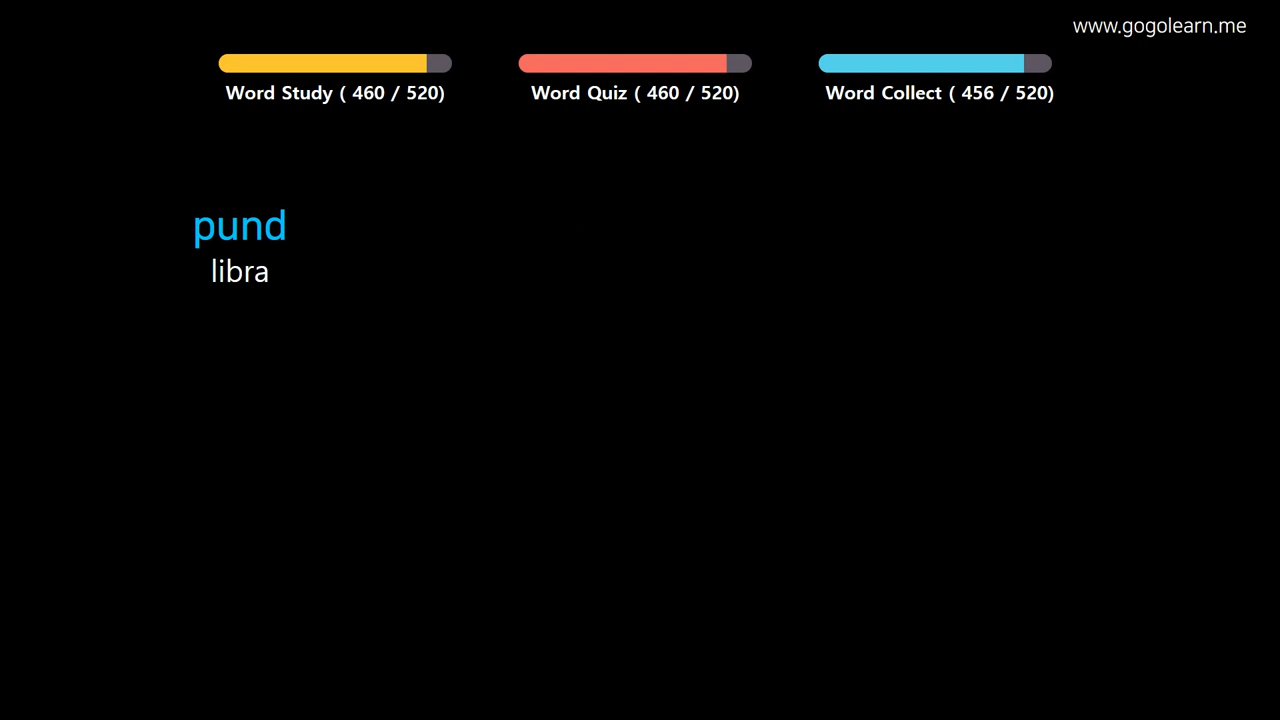 www.gogolearn.me
Word Study ( 460 / 520)
Word Quiz ( 460 / 520)
Word Collect ( 456 / 520)
pund
libra